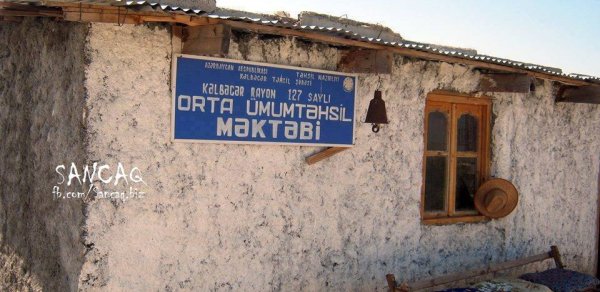 AZƏRBAYCAN RESPUBLİKASI TƏHSİL NAZİRLİYİ
KƏLBƏCƏR TƏHSİL ŞÖBƏSİ
KƏLBƏCƏR RAYON 127 SAYLI
ORTA ÜMUMTƏHSİL
MƏKTƏBİ
SANCAQ
fb.com/Sancaq.biz